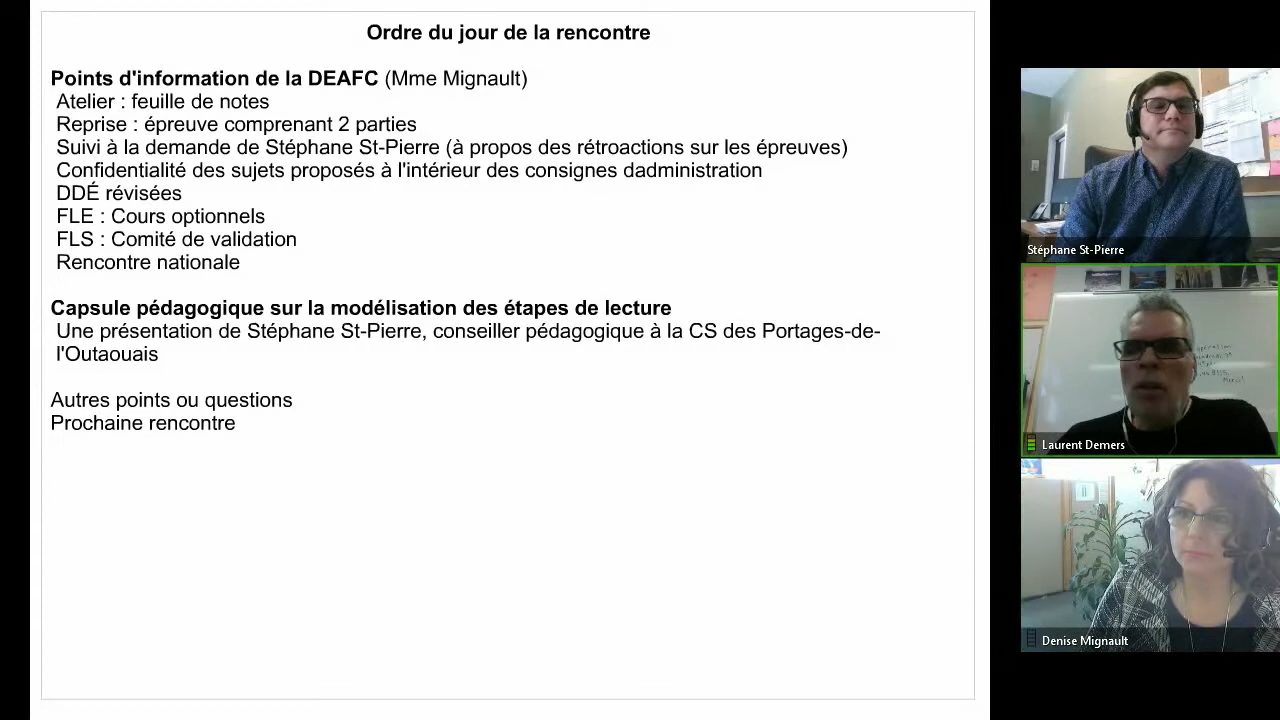 Ordre du jour de la rencontre
Points d'information de la DEAFC (Mme Mignault)
Atelier : feuille de notes
Reprise : épreuve comprenant 2 parties
Suivi à la demande de Stéphane St-Pierre (à propos des rétroactions sur les épreuves)
Confidentialité des sujets proposés à l'intérieur des consignes dadministration
DDÉ révisées
FLE : Cours optionnels
FLS : Comité de validation
Rencontre nationale
Capsule pédagogique sur la modélisation des étapes de lecture
Une présentation de Stéphane St-Pierre, conseiller pédagogique à la CS des Portages-de-
l'Outaouais
Autres points ou questions
Prochaine rencontre
Stéphane St-Pierre
Laurent Demers
Denise Mignault